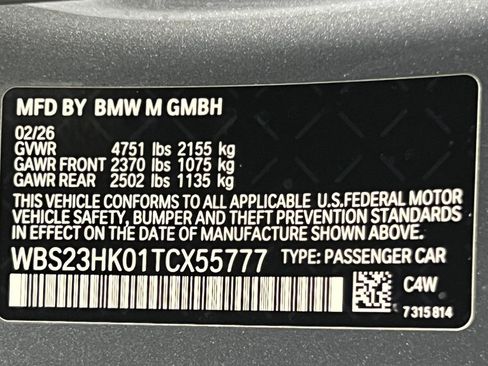 MFD BY BMW M GMBH
02/26
GVWR 4751 lbs 2155 kg
GAWR FRONT 2370 lbs 1075 kg
GAWR REAR 2502 lbs 1135 kg
THIS VEHICLE CONFORMS TO ALL APPLICABLE U.S.FEDERAL MOTOR
VEHICLE SAFETY, BUMPER AND THEFT PREVENTION STANDARDS
IN EFFECT ON THE DATE OF MANUFACTURE SHOWN ABOVE.
WBS23HK01TCX55777 TYPE: PASSENGER CAR
C4W
7315814